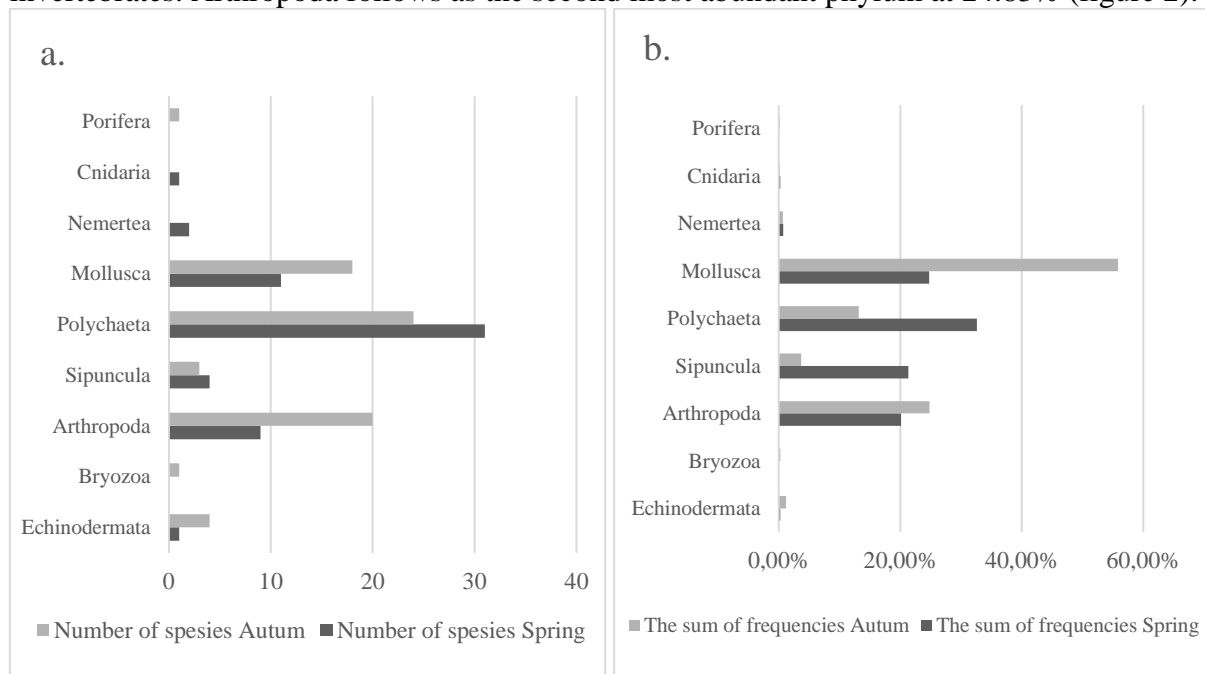 invertebrates. Arthropoda follows as the second most abundant phylum at 24.83% (figure 2).
a.
Porifera
Cnidaria
Nemertea
Mollusca
Polychaeta
Sipuncula
Arthropoda
Bryozoa
Echinodermata
0 10 20 30 40
Number of spesies Autum Number of spesies Spring
b.
Porifera
Cnidaria
Nemertea
Mollusca
Polychaeta
Sipuncula
Arthropoda
Bryozoa
Echinodermata
0,00% 20,00% 40,00% 60,00%
The sum of frequencies Autum The sum of frequencies Spring